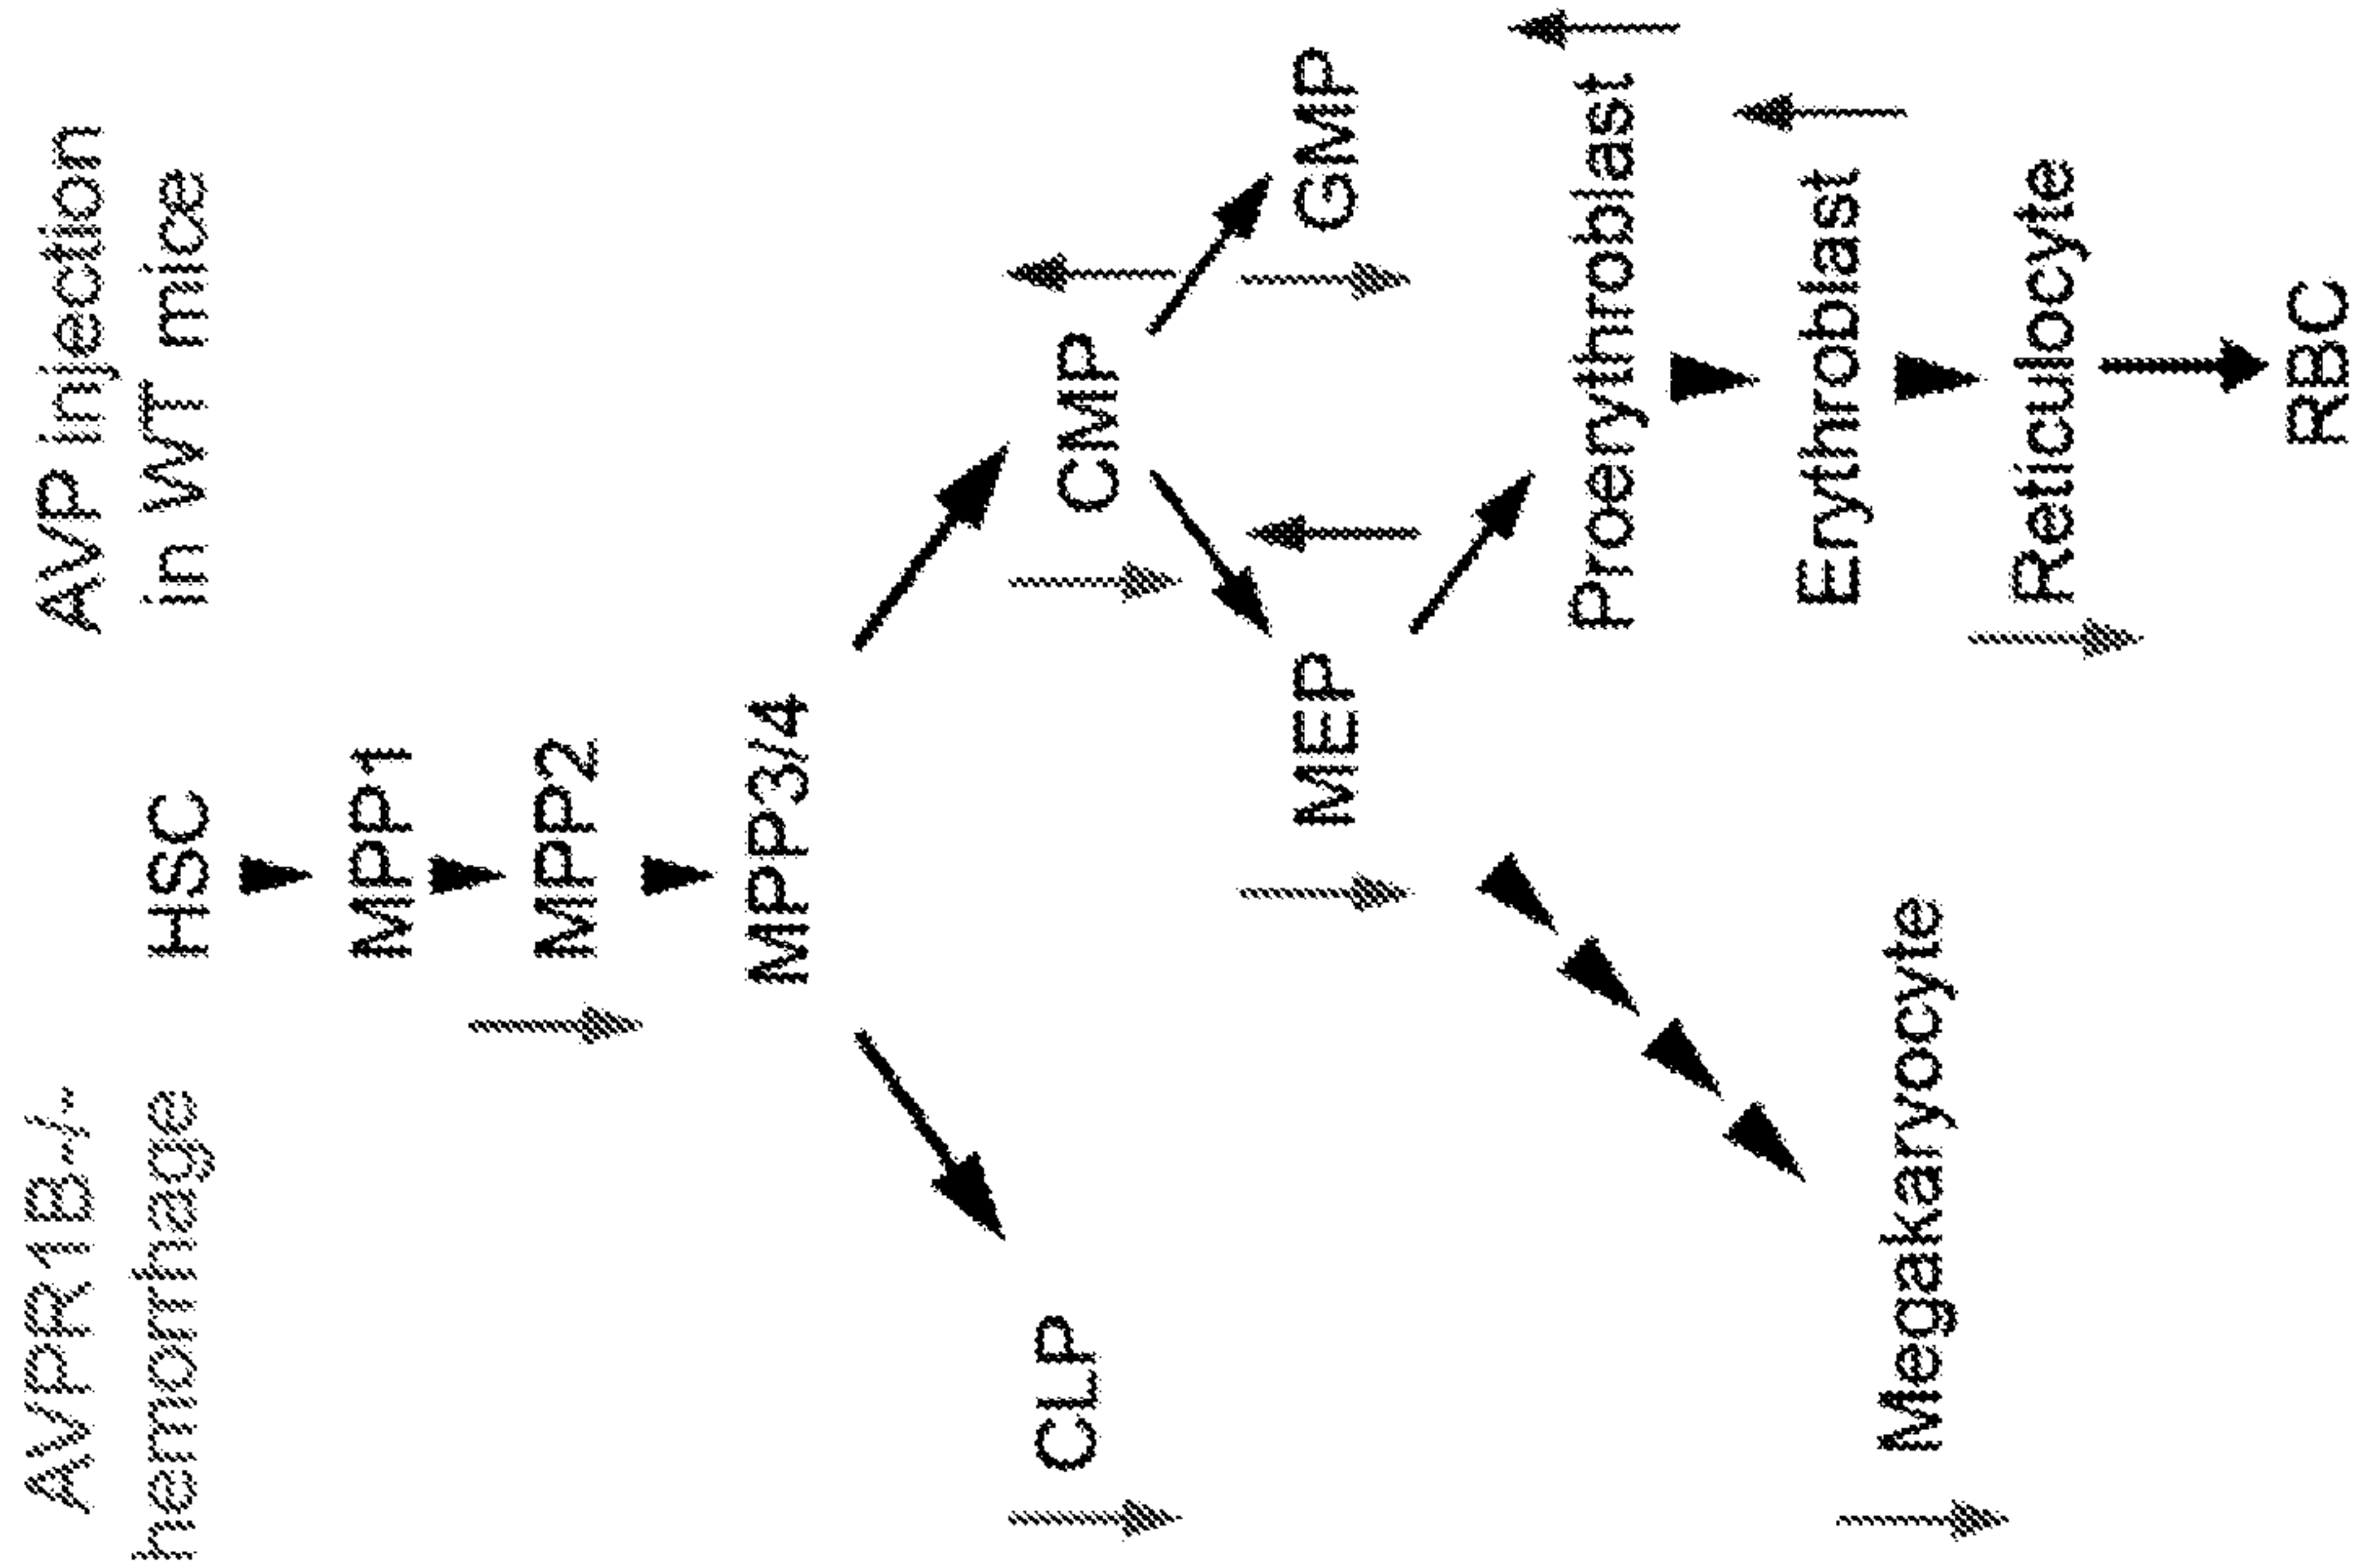 AVPR1B-/-
hemorrhage
AVP injection
in WT mice
HSC
MPP1
MPP2
MPP3/4
CLP
CMP
MEP
GMP
Proerythroblast
Megakaryocyte
Erythroblast
Reticulocyte
RBC